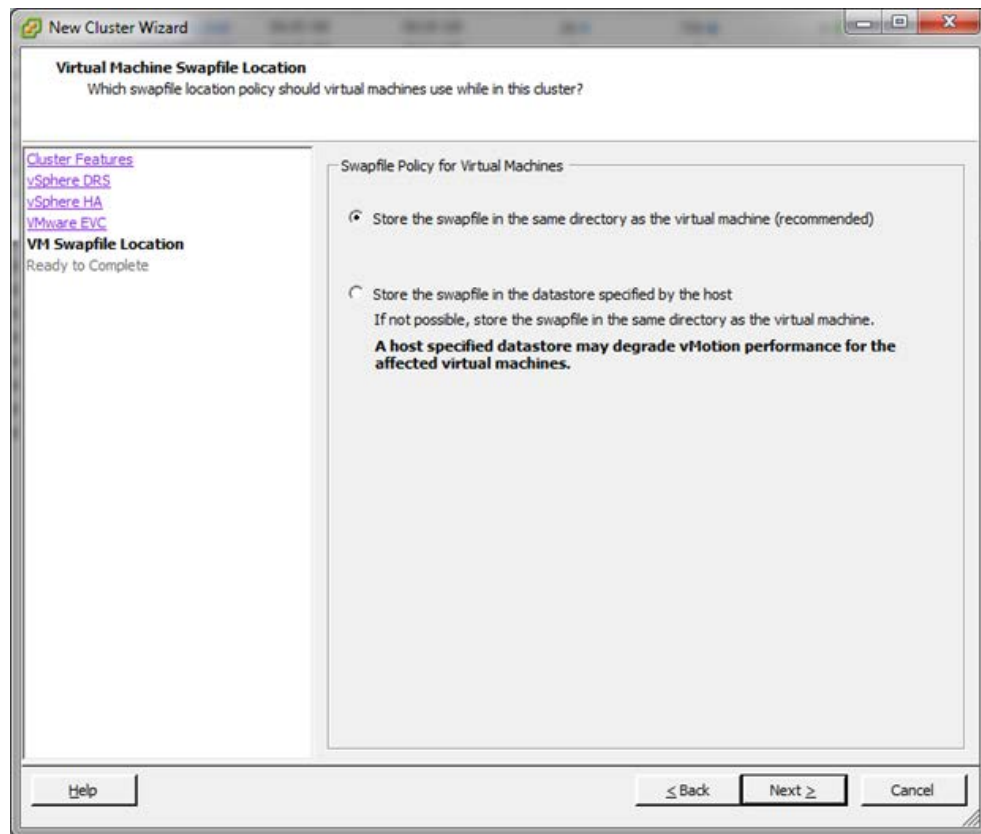 New Cluster Wizard
Virtual Machine Swapfile Location
Which swapfile location policy should virtual machines use while in this cluster?
Cluster Features
vSphere DRS
vSphere HA
VMware EVC
VM Swapfile Location
Ready to Complete
Swapfile Policy for Virtual Machines
Store the swapfile in the same directory as the virtual machine (recommended)
Store the swapfile in the datastore specified by the host
If not possible, store the swapfile in the same directory as the virtual machine.
A host specified datastore may degrade vMotion performance for the
affected virtual machines.
Help
< Back
Next >
Cancel